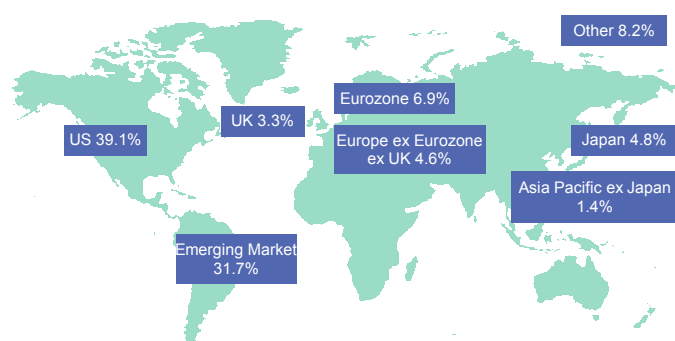 Other 8.2%
Eurozone 6.9%
UK 3.3%
US 39.1%
Europe ex Eurozone
ex UK 4.6%
Japan 4.8%
Asia Pacific ex Japan
1.4%
Emerging Market
31.7%